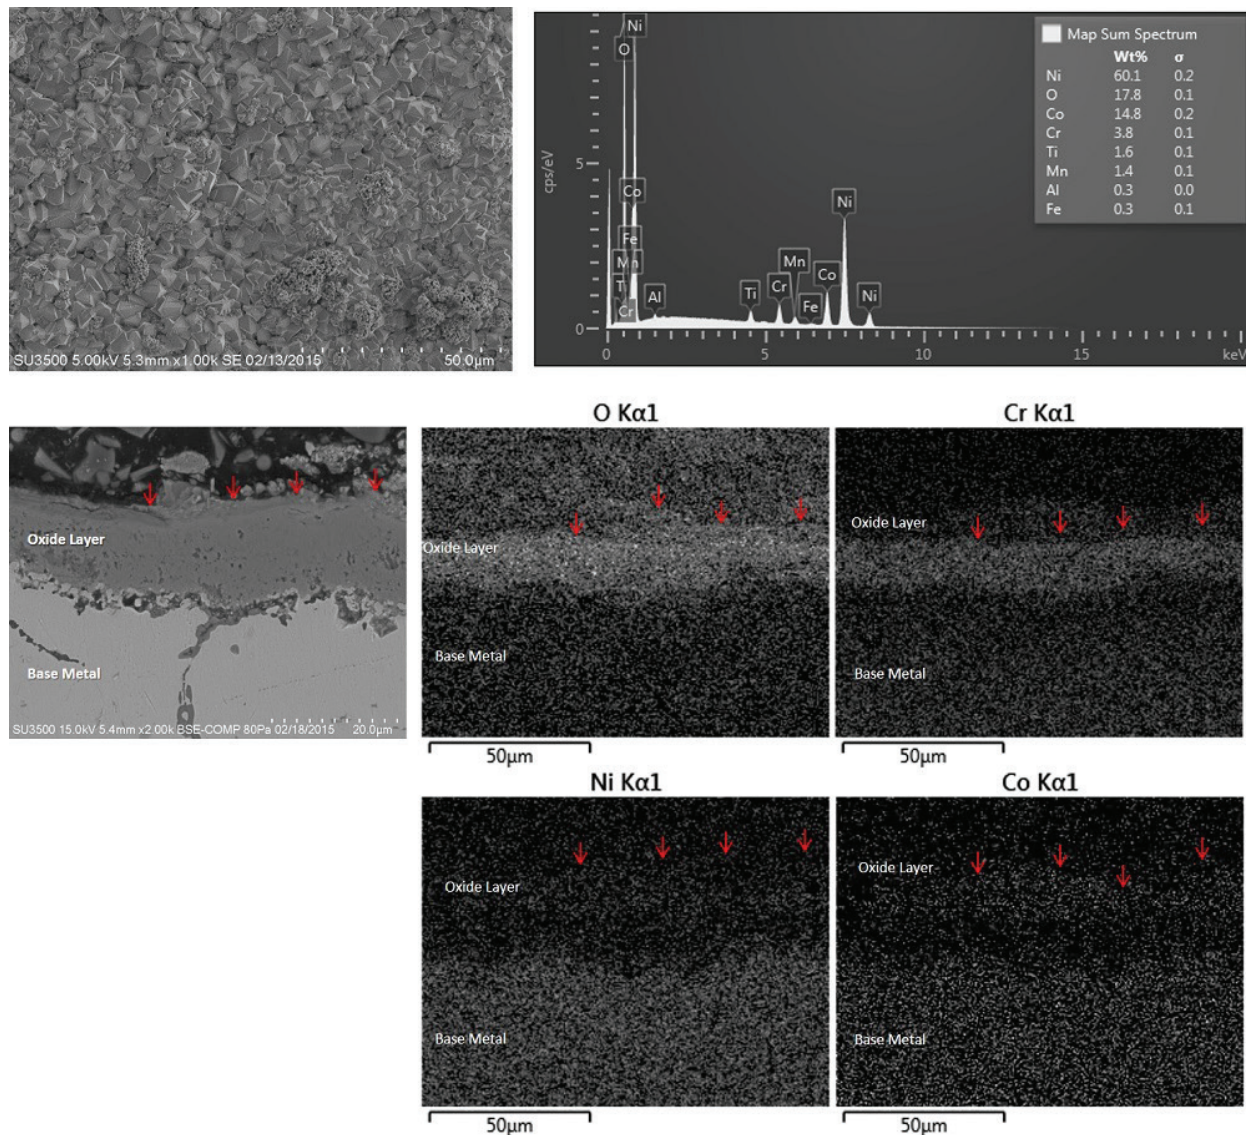 SU3500 5.00kV 5.3mm x1.00k SE 02/13/2015 50.0µm
cps/eV
5
0
0 5 10 15 keV
Ni
O
Co
Fe
Mn
Ti
Cr
Al
Ti
Cr
Mn
Fe
Co
Ni
Ni
Map Sum Spectrum
Wt% σ
Ni 60.1 0.2
O 17.8 0.1
Co 14.8 0.2
Cr 3.8 0.1
Ti 1.6 0.1
Mn 1.4 0.1
Al 0.3 0.0
Fe 0.3 0.1
Oxide Layer
Base Metal
SU3500 15.0kV 5.4mm x2.00k BSE-COMP 80Pa 02/18/2015 20.0µm
O Kα1
Oxide Layer
Base Metal
50µm
Cr Kα1
Oxide Layer
Base Metal
50µm
Ni Kα1
Oxide Layer
Base Metal
50µm
Co Kα1
Oxide Layer
Base Metal
50µm